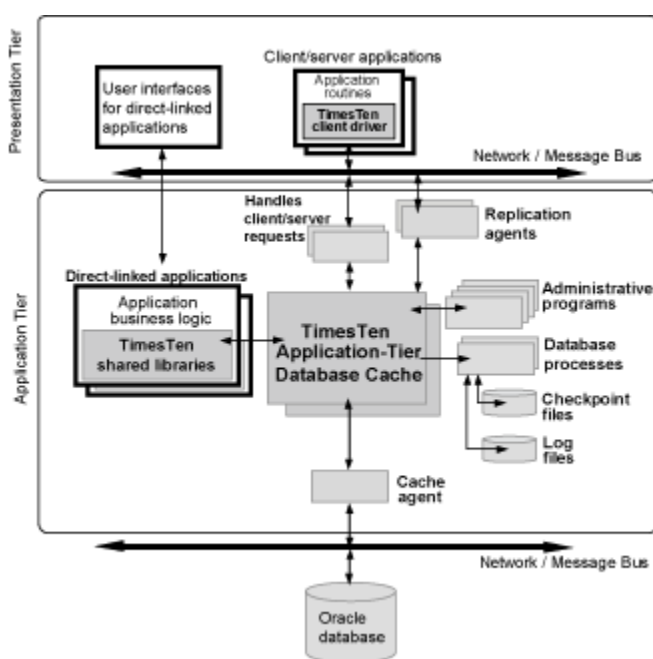 Presentation Tier
Client/server applications
User interfaces
for direct-linked
applications
Application
routines
TimesTen
client driver
Network / Message Bus
Application Tier
Handles
client/server
requests
Replication
agents
Direct-linked applications
Application
business logic
TimesTen
shared libraries
TimesTen
Application-Tier
Database Cache
Administrative
programs
Database
processes
Checkpoint
files
Log
files
Cache
agent
Network / Message Bus
Oracle
database